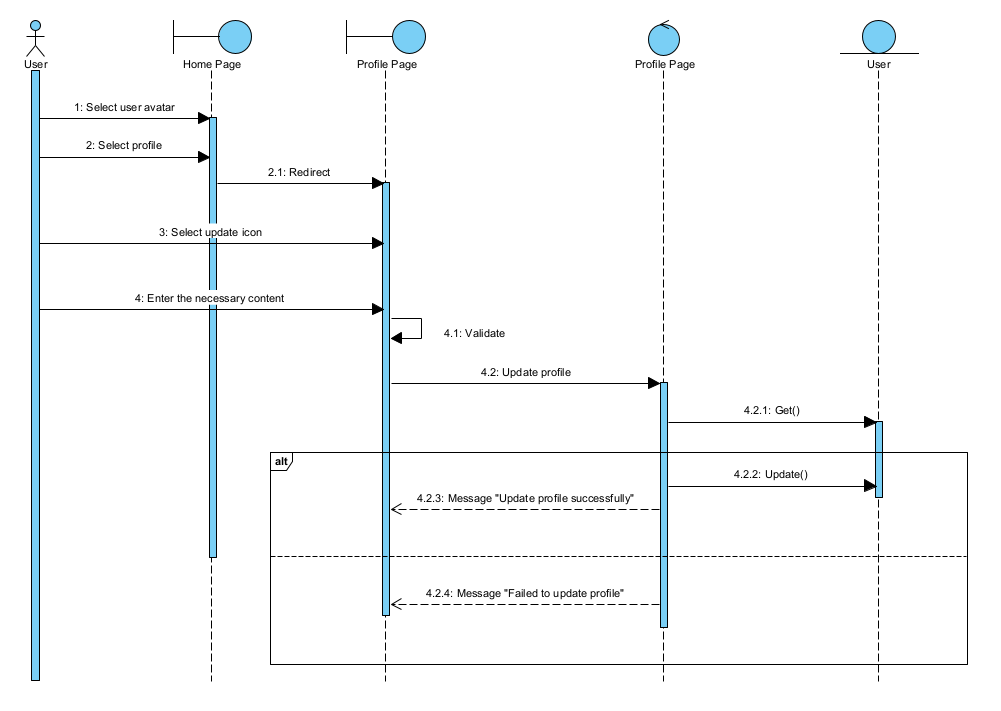 User
Home Page
Profile Page
Profile Page
User
1: Select user avatar
2: Select profile
2.1: Redirect
3: Select update icon
4: Enter the necessary content
4.1: Validate
4.2: Update profile
4.2.1: Get()
alt
4.2.2: Update()
4.2.3: Message "Update profile successfully"
4.2.4: Message "Failed to update profile"